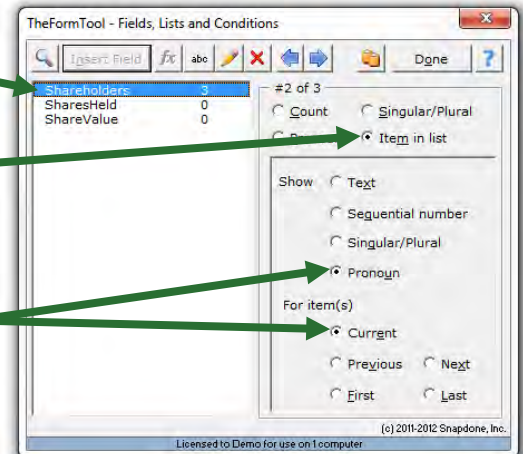 TheFormTool - Fields, Lists and Conditions
Insert Field fx abc Done ?
Shareholders 3
SharesHeld 0
ShareValue 0
#2 of 3
Count Singular/Plural
Item in list
Show Text
Sequential number
Singular/Plural
Pronoun
For item(s)
Current
Previous Next
First Last
(c) 2011-2012 Snapdone, Inc.
Licensed to Demo for use on 1 computer